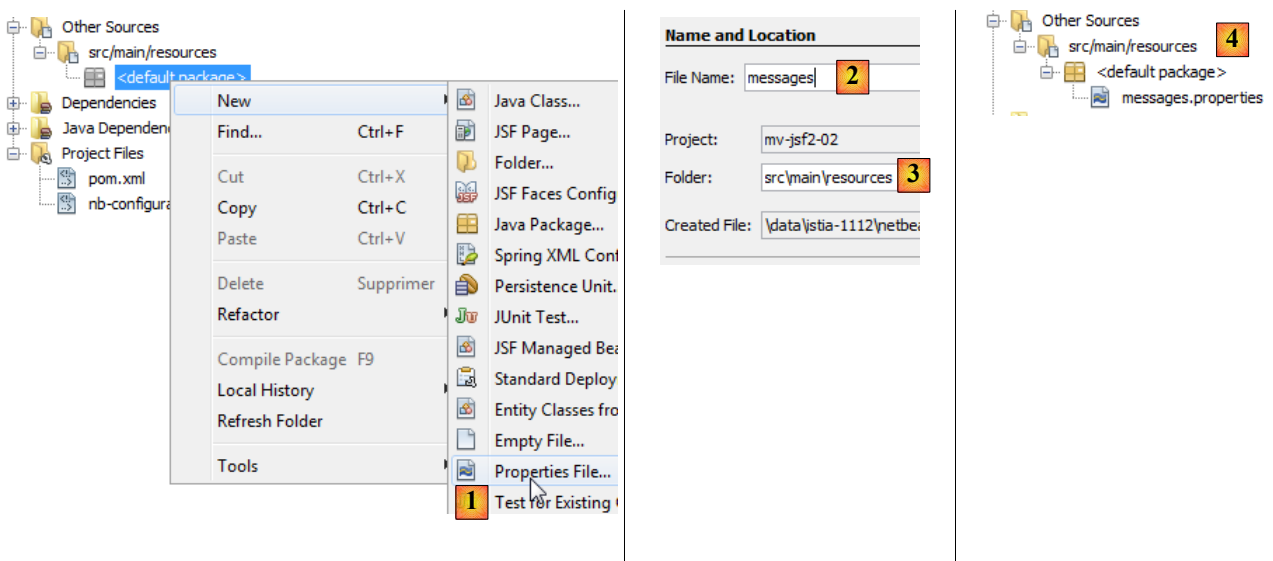 Other Sources
src/main/resources
<default package>
Dependencies
Java Dependen
Project Files
pom.xml
nb-configura
New
Find... Ctrl+F
Cut Ctrl+X
Copy Ctrl+C
Paste Ctrl+V
Delete Supprimer
Refactor
Compile Package F9
Local History
Refresh Folder
Tools
Java Class...
JSF Page...
Folder...
JSF Faces Config
Java Package...
Spring XML Conf
Persistence Unit.
JUnit Test...
JSF Managed Bea
Standard Deploy
Entity Classes fro
Empty File...
Properties File...
1 Test for Existing
Name and Location
File Name: messages 2
Project: mv-jsf2-02
Folder: src\main\resources 3
Created File: \data\istia-1112\netbea
Other Sources
src/main/resources 4
<default package>
messages.properties